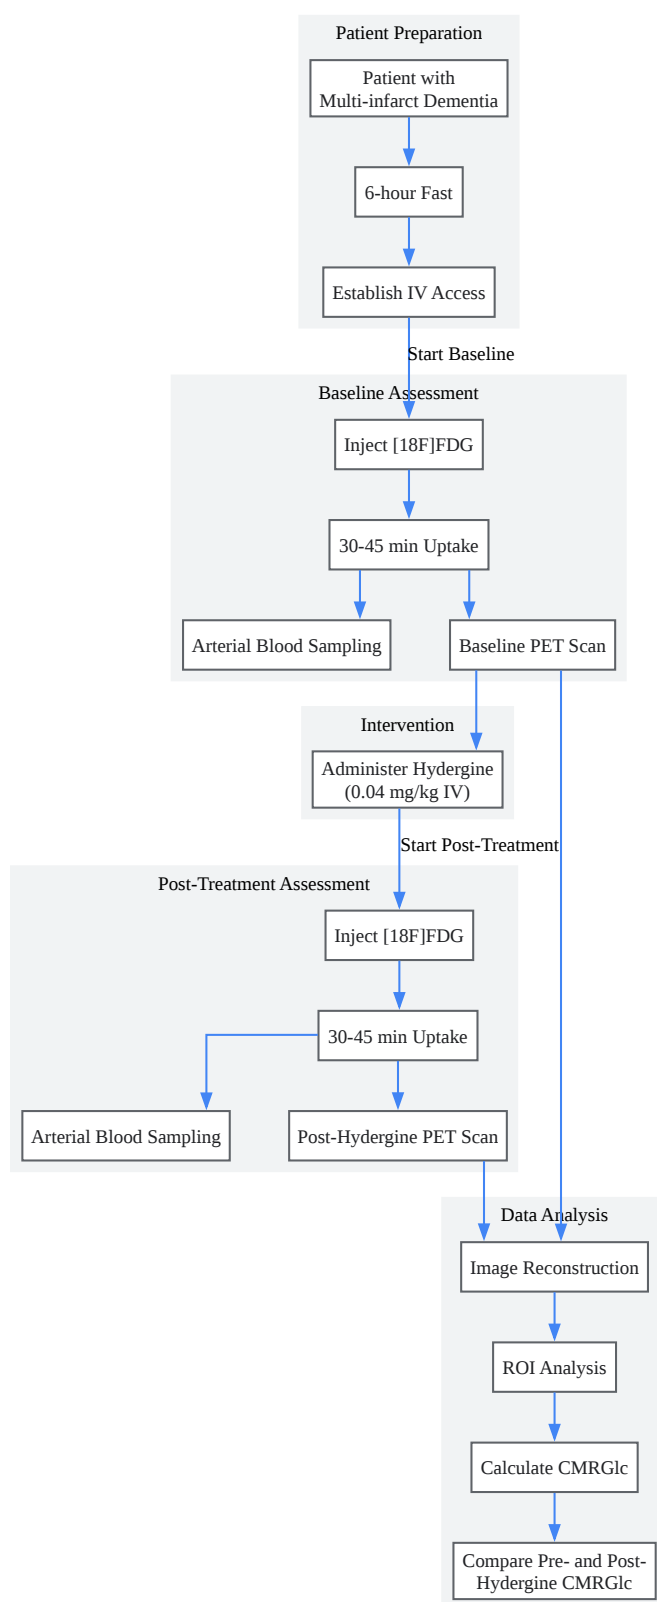 Patient Preparation
Patient with
Multi-infarct Dementia
6-hour Fast
Establish IV Access
Start Baseline
Baseline Assessment
Inject [18F]FDG
30-45 min Uptake
Arterial Blood Sampling
Baseline PET Scan
Intervention
Administer Hydergine
(0.04 mg/kg IV)
Start Post-Treatment
Post-Treatment Assessment
Inject [18F]FDG
30-45 min Uptake
Arterial Blood Sampling
Post-Hydergine PET Scan
Data Analysis
Image Reconstruction
ROI Analysis
Calculate CMRGlc
Compare Pre- and Post-
Hydergine CMRGlc